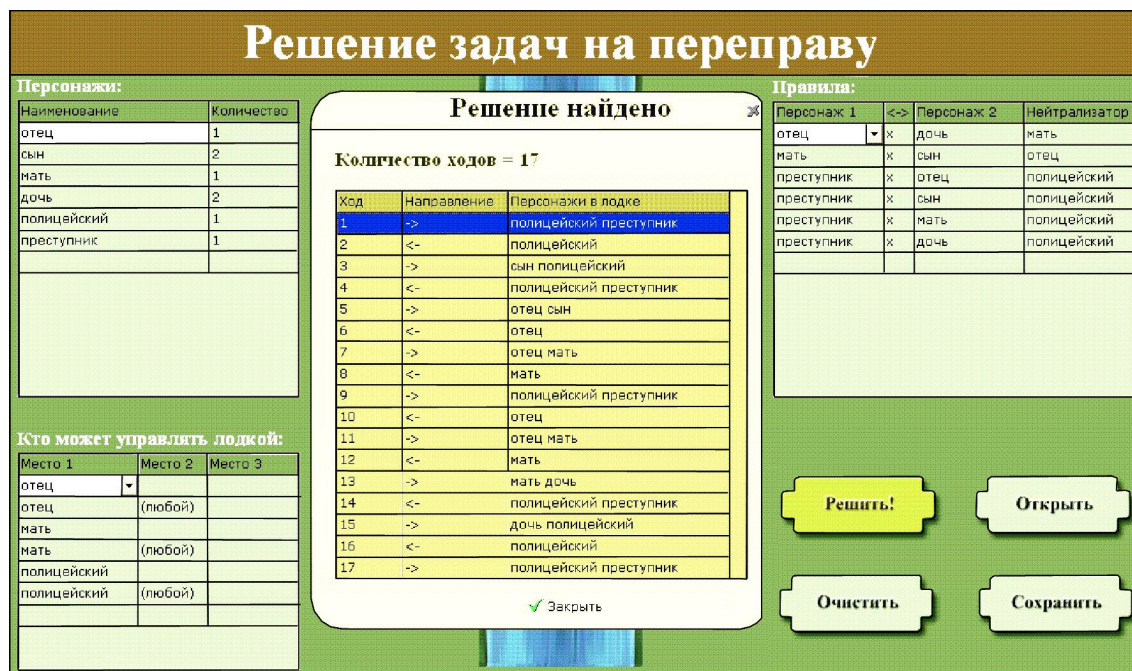 Решение задач на переправу
Персонажи:
Наименование Количество
отец 1
сын 2
мать 1
дочь 2
полицейский 1
преступник 1
Кто может управлять лодкой:
Место 1 Место 2 Место 3
отец
отец (любой)
мать
мать (любой)
полицейский
полицейский (любой)
Решение найдено
Количество ходов = 17
Ход Направление Персонажи в лодке
1 -> полицейский преступник
2 <- полицейский
3 -> сын полицейский
4 <- полицейский преступник
5 -> отец сын
6 <- отец
7 -> отец мать
8 <- мать
9 -> полицейский преступник
10 <- отец
11 -> отец мать
12 <- мать
13 -> мать дочь
14 <- полицейский преступник
15 -> дочь полицейский
16 <- полицейский
17 -> полицейский преступник
Закрыть
Правила:
Персонаж 1 <-> Персонаж 2 Нейтрализатор
отец x дочь мать
мать x сын отец
преступник x отец полицейский
преступник x сын полицейский
преступник x мать полицейский
преступник x дочь полицейский
Решить! Открыть
Очистить Сохранить